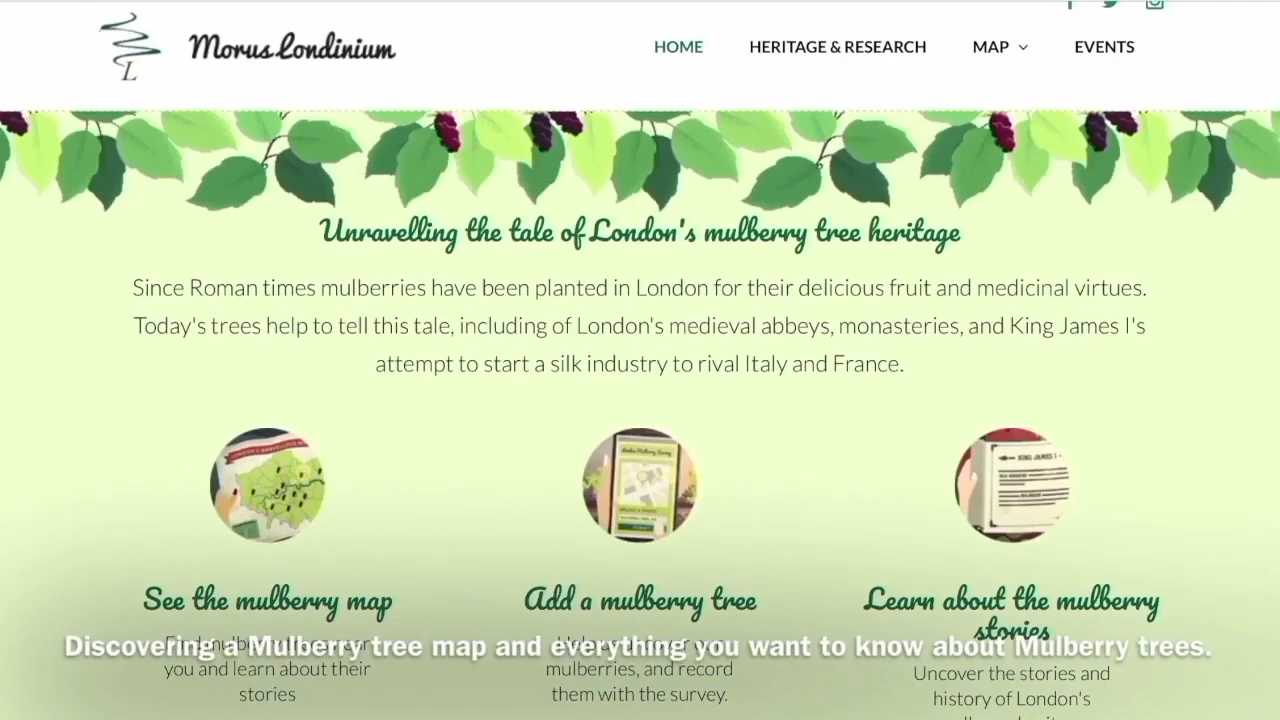 Morus Londinium
L
HOME
HERITAGE & RESEARCH
MAP
EVENTS
Unravelling the tale of London's mulberry tree heritage
Since Roman times mulberries have been planted in London for their delicious fruit and medicinal virtues.
Today's trees help to tell this tale, including of London's medieval abbeys, monasteries, and King James I's
attempt to start a silk industry to rival Italy and France.
KING JAMES I
See the mulberry map
Add a mulberry tree
Learn about the mulberry
stories
Discovering a Mulberry tree map and everything you want to know about Mulberry trees.
you and learn about their
stories
mulberries, and record
them with the survey.
Uncover the stories and
history of London's